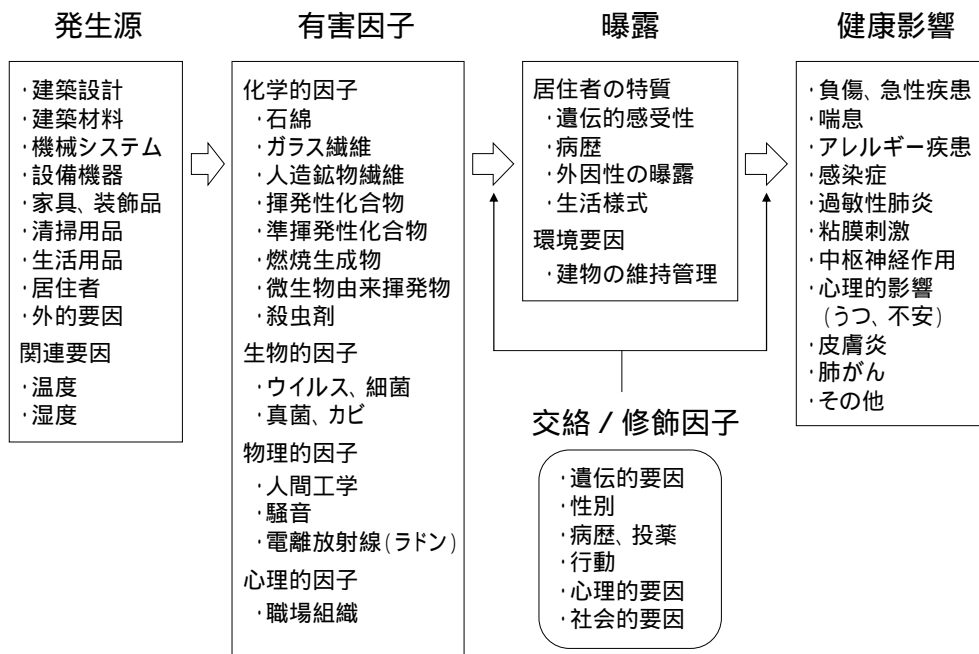 発生源
・建築設計
・建築材料
・機械システム
・設備機器
・家具、装飾品
・清掃用品
・生活用品
・居住者
・外的要因
関連要因
・温度
・湿度
有害因子
化学的因子
・石綿
・ガラス繊維
・人造鉱物繊維
・揮発性化合物
・準揮発性化合物
・燃焼生成物
・微生物由来揮発物
・殺虫剤
生物的因子
・ウイルス、細菌
・真菌、カビ
物理的因子
・人間工学
・騒音
・電離放射線(ラドン)
心理的因子
・職場組織
曝露
居住者の特質
・遺伝的感受性
・病歴
・外因性の曝露
・生活様式
環境要因
・建物の維持管理
交絡 / 修飾因子
・遺伝的要因
・性別
・病歴、投薬
・行動
・心理的要因
・社会的要因
健康影響
・負傷、急性疾患
・喘息
・アレルギー疾患
・感染症
・過敏性肺炎
・粘膜刺激
・中枢神経作用
・心理的影響
(うつ、不安)
・皮膚炎
・肺がん
・その他